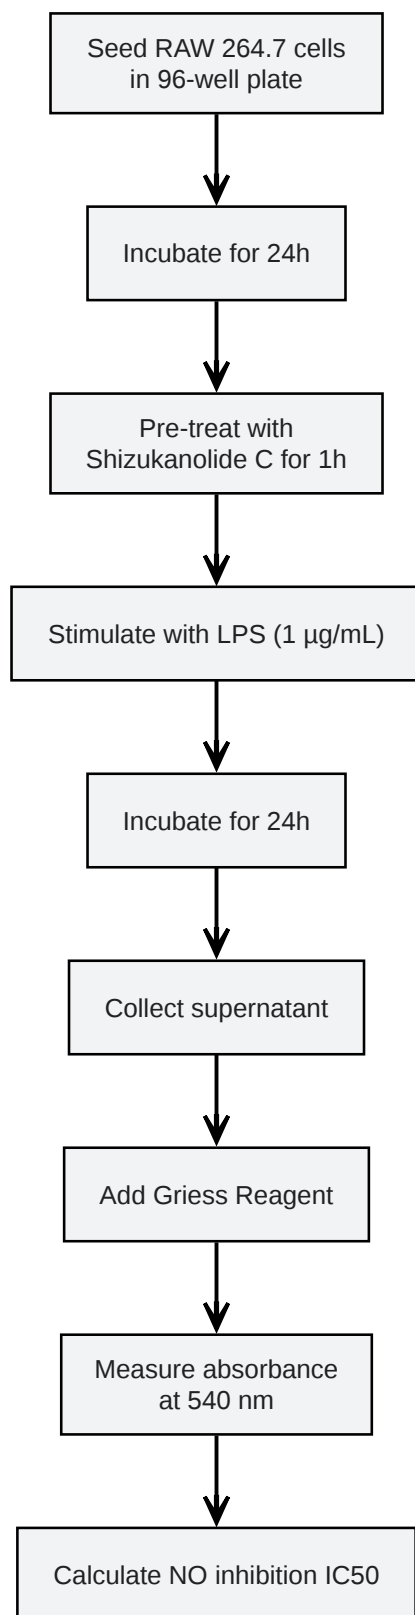 Seed RAW 264.7 cells
in 96-well plate
Incubate for 24h
Pre-treat with
Shizukanolide C for 1h
Stimulate with LPS (1 µg/mL)
Incubate for 24h
Collect supernatant
Add Griess Reagent
Measure absorbance
at 540 nm
Calculate NO inhibition IC50